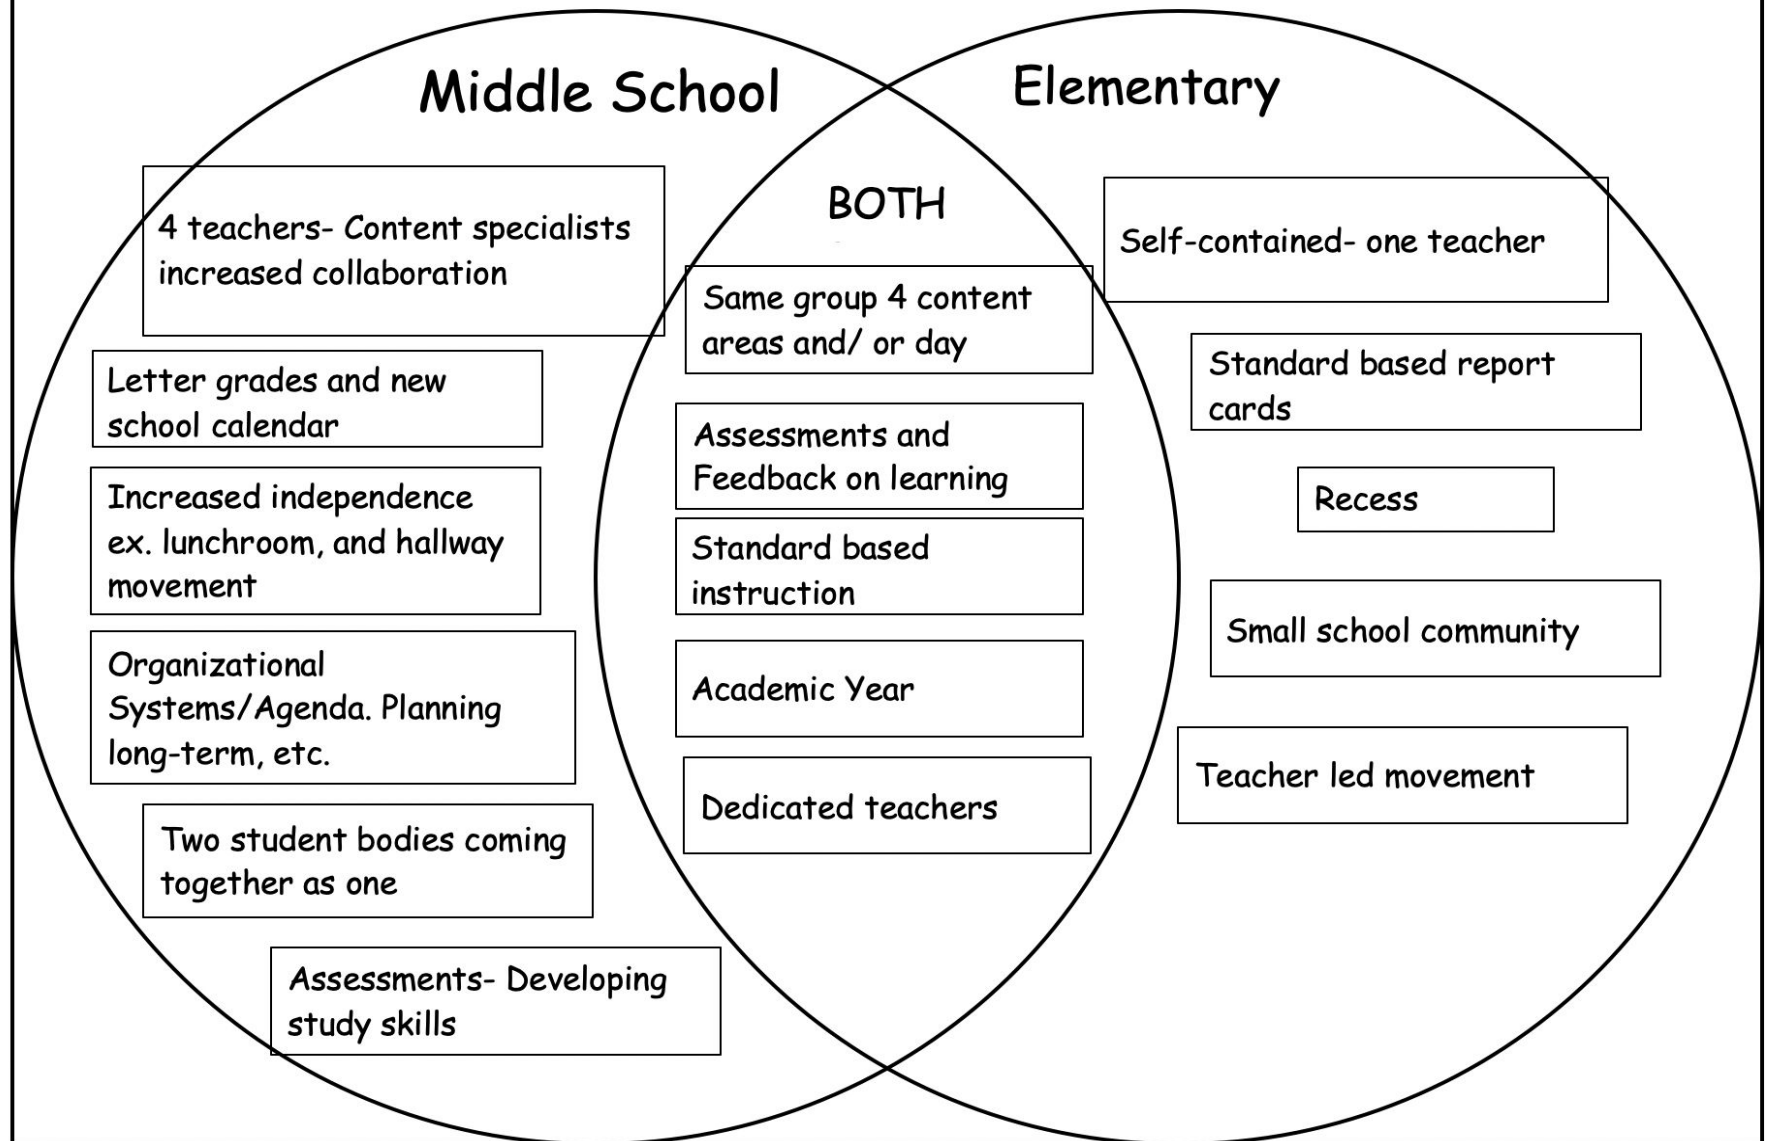 Middle School
Elementary
BOTH
4 teachers- Content specialists
increased collaboration
Letter grades and new
school calendar
Increased independence
ex. lunchroom, and hallway
movement
Organizational
Systems/Agenda. Planning
long-term, etc.
Two student bodies coming
together as one
Assessments- Developing
study skills
Same group 4 content
areas and/ or day
Assessments and
Feedback on learning
Standard based
instruction
Academic Year
Dedicated teachers
Self-contained- one teacher
Standard based report
cards
Recess
Small school community
Teacher led movement